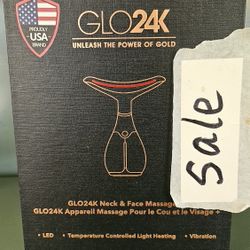 PROUDLY
USA
BRAND
GLO24K
UNLEASH THE POWER OF GOLD
Sale
GLO24K Neck & Face Massage
GLO24K Appareil Massage Pour le Cou et le Visage +
• LED • Temperature Controlled Light Heating • Vibration